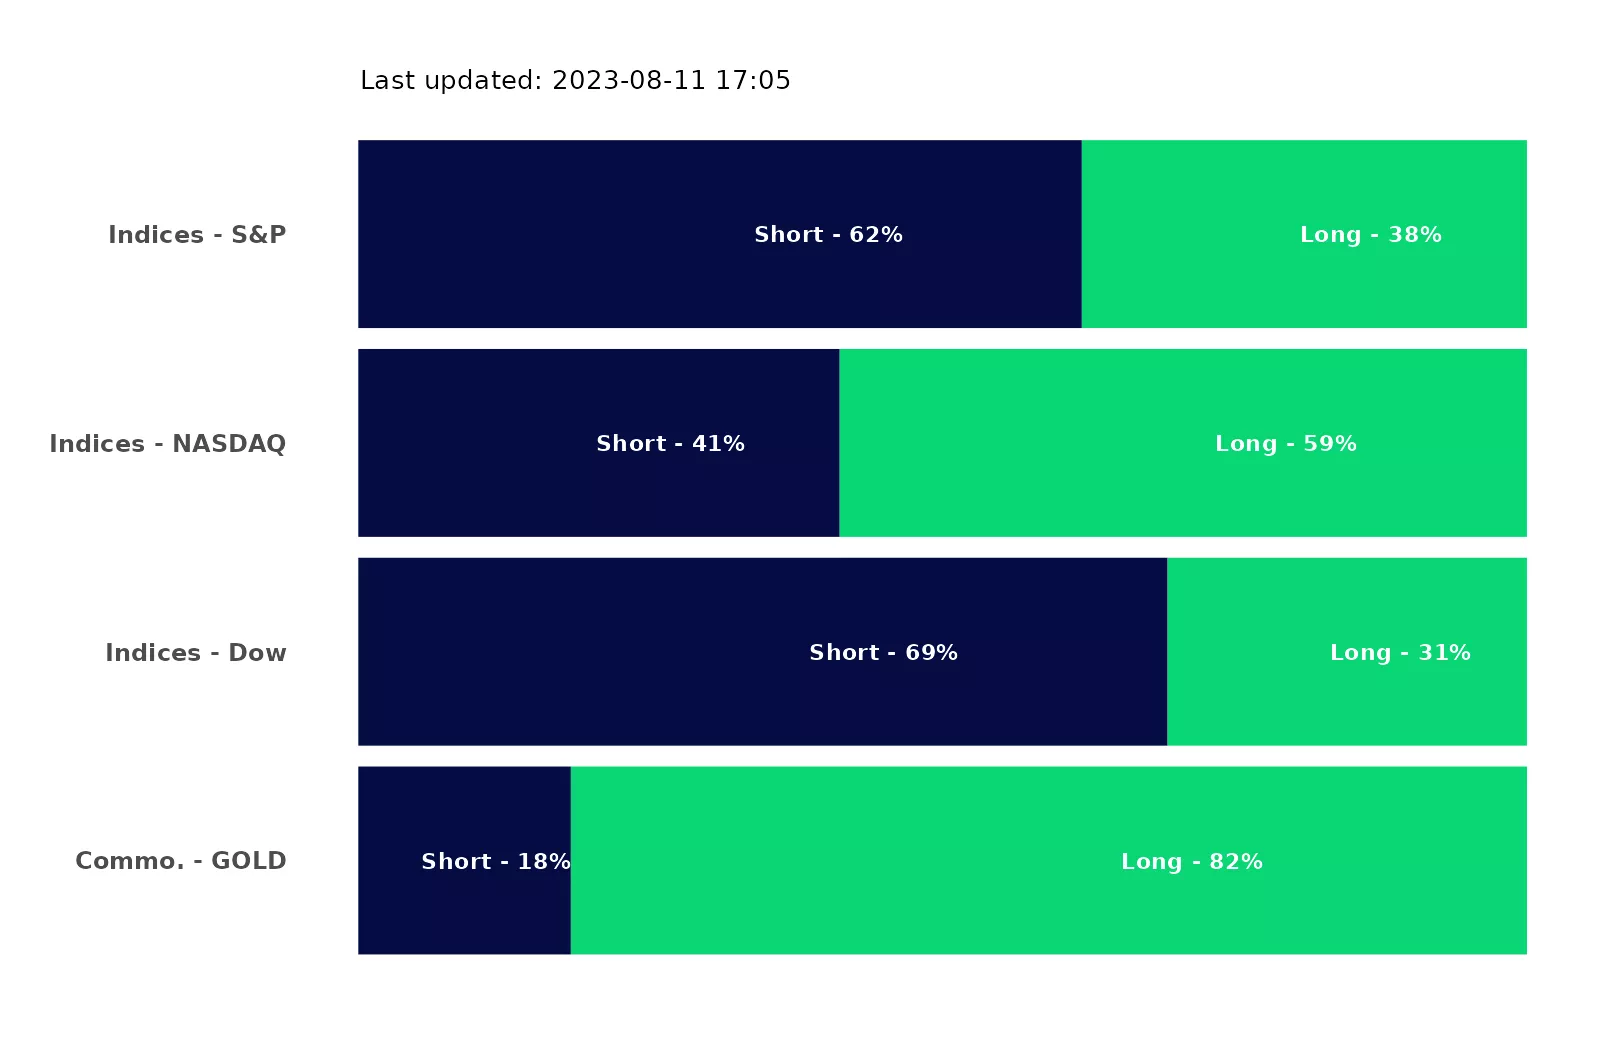 Last updated: 2023-08-11 17:05
Indices - S&P
Short - 62%
Long - 38%
Indices - NASDAQ
Short - 41%
Long - 59%
Indices - Dow
Short - 69%
Long - 31%
Commo. - GOLD
Short - 18%
Long - 82%